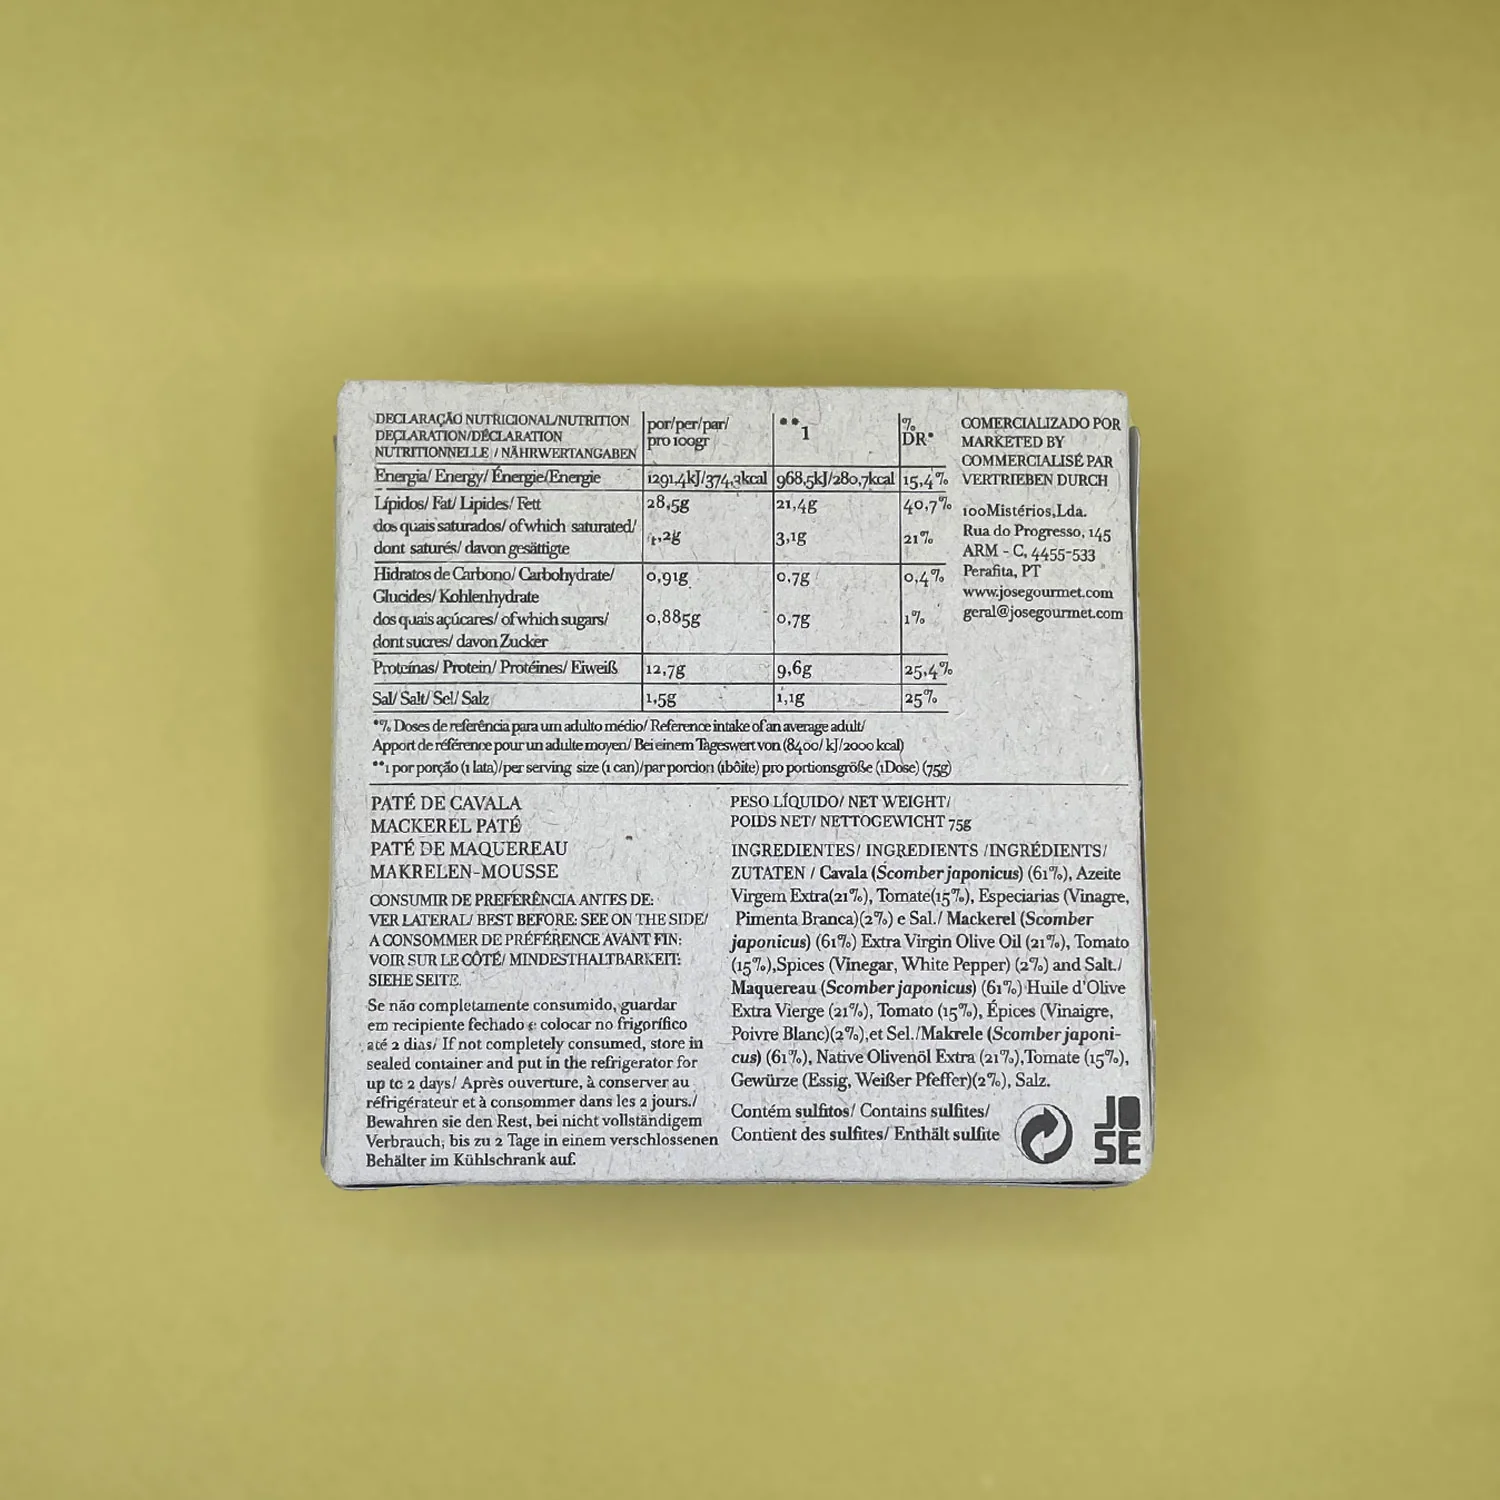 DECLARAÇÃO NUTRICIONAL/NUTRITION
DEÇLARATION/DÉCLARATION
NUTRITIONNELLE / NÄHRWERTANGABEN
por/per/par/
pro 100gr
**1
%
DR*
Energia/ Energy/ Énergie/Energie 1291,4kJ/374,3kcal 968,5kJ/280,7kcal 15,4%
Lípidos/ Fat/ Lipides/ Fett 28,5g 21,4g 40,7%
dos quais saturados/ of which saturated/
dont saturés/ davon gesättigte 3,1g 21%
Hidratos de Carbono/ Carbohydrate/ 0,91g 0,7g 0,4%
Glucides/ Kohlenhydrate
dos quais açúcares/ of which sugars/ 0,885g 0,7g 1%
dont sucres/ davon Zucker
Proteínas/ Protein/ Protéines/ Eiweiß 12,7g 9,6g 25,4%
Sal/ Salt/ Sel/ Salz 1,5g 1,1g 25%
*% Doses de referência para um adulto médio/ Reference intake of an average adult/
Apport de référence pour un adulte moyen/ Bei einem Tageswert von (8400/ kJ/2000 kcal)
**1 por porção (1 lata)/per serving size (1 can)/par porcion (1bôite) pro portionsgröße (1Dose) (75g)
COMERCIALIZADO POR
MARKETED BY
COMMERCIALISÉ PAR
VERTRIEBEN DURCH
100Mistérios,Lda.
Rua do Progresso, 145
ARM - C, 4455-533
Perafita, PT
www.josegourmet.com
geral@josegourmet.com
PATÉ DE CAVALA
MACKEREL PATÉ
PATÉ DE MAQUEREAU
MAKRELEN-MOUSSE
CONSUMIR DE PREFERÊNCIA ANTES DE:
VER LATERAL/ BEST BEFORE: SEE ON THE SIDE/
A CONSOMMER DE PRÉFÉRENCE AVANT FIN:
VOIR SUR LE CÔTÉ/ MINDESTHALTBARKEIT:
SIEHE SEITE.
Se não completamente consumido, guardar
em recipiente fechado e colocar no frigorífico
até 2 dias/ If not completely consumed, store in
sealed container and put in the refrigerator for
up to 2 days/ Après ouverture, à conserver au
réfrigérateur et à consommer dans les 2 jours./
Bewahren sie den Rest, bei nicht vollständigem
Verbrauch, bis zu 2 Tage in einem verschlossenen
Behälter im Kühlschrank auf.
PESO LÍQUIDO/ NET WEIGHT/
POIDS NET/ NETTOGEWICHT 75g
INGREDIENTES/ INGREDIENTS /INGRÉDIENTS/
ZUTATEN / Cavala (Scomber japonicus) (61%), Azeite
Virgem Extra(21%), Tomate(15%), Especiarias (Vinagre,
Pimenta Branca)(2%) e Sal./ Mackerel (Scomber
japonicus) (61%) Extra Virgin Olive Oil (21%), Tomato
(15%),Spices (Vinegar, White Pepper) (2%) and Salt./
Maquereau (Scomber japonicus) (61%) Huile d'Olive
Extra Vierge (21%), Tomato (15%), Épices (Vinaigre,
Poivre Blanc)(2%),et Sel./Makrele (Scomber japoni-
cus) (61%), Native Olivenöl Extra (21%),Tomate (15%),
Gewürze (Essig, Weißer Pfeffer)(2%), Salz.
Contém sulfitos/ Contains sulfites/
Contient des sulfites/ Enthält sulfite
JO
SE